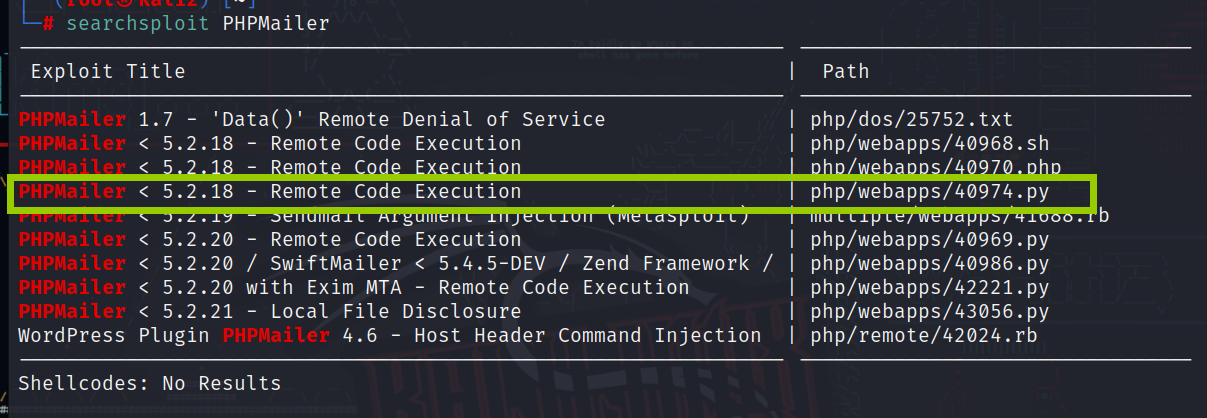 (root㉿kali2) [~]
└─# searchsploit PHPMailer
Exploit Title | Path
PHPMailer 1.7 - 'Data()' Remote Denial of Service | php/dos/25752.txt
PHPMailer < 5.2.18 - Remote Code Execution | php/webapps/40968.sh
PHPMailer < 5.2.18 - Remote Code Execution | php/webapps/40970.php
PHPMailer < 5.2.18 - Remote Code Execution | php/webapps/40974.py
PHPMailer < 5.2.19 - Sendmail Argument Injection (Metasploit) | multiple/webapps/41688.rb
PHPMailer < 5.2.20 - Remote Code Execution | php/webapps/40969.py
PHPMailer < 5.2.20 / SwiftMailer < 5.4.5-DEV / Zend Framework / | php/webapps/40986.py
PHPMailer < 5.2.20 with Exim MTA - Remote Code Execution | php/webapps/42221.py
PHPMailer < 5.2.21 - Local File Disclosure | php/webapps/43056.py
WordPress Plugin PHPMailer 4.6 - Host Header Command Injection | php/remote/42024.rb
Shellcodes: No Results